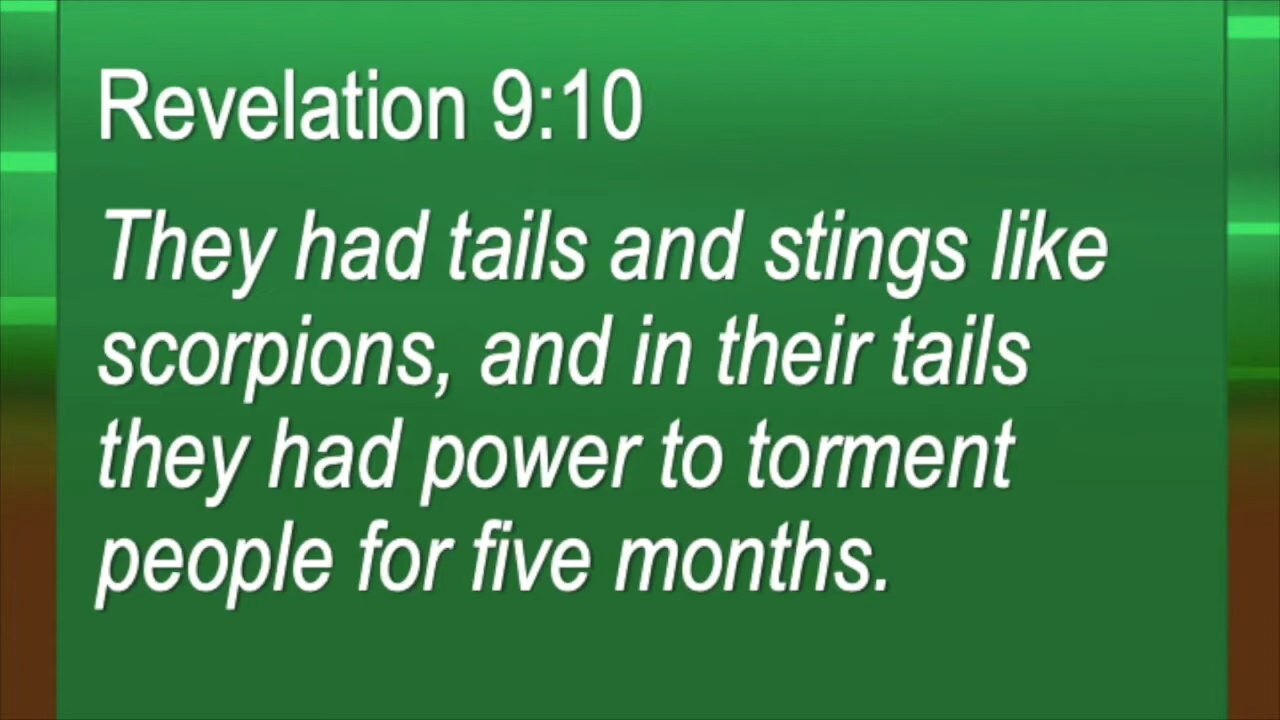 Revelation 9:10
They had tails and stings like
scorpions, and in their tails
they had power to torment
people for five months.